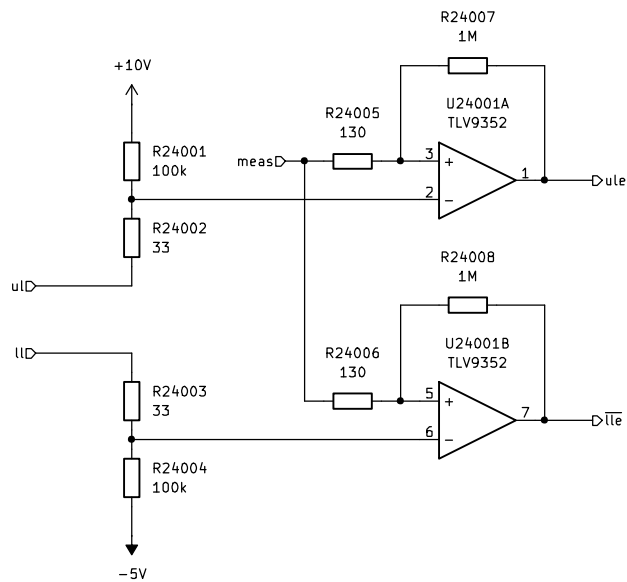 R24007
1M
+10V
R24005
130
U24001A
TLV9352
R24001
100k
meas
3
+
1
ule
2
−
R24002
33
ul
R24008
1M
ll
R24006
130
U24001B
TLV9352
R24003
33
5
+
7
lle
6
−
R24004
100k
−5V